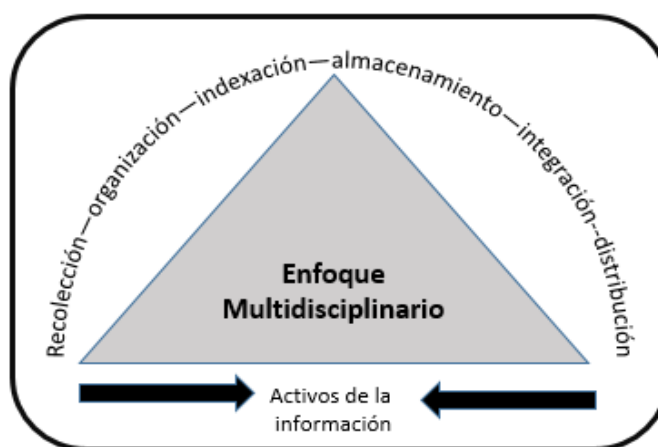 Recolección—organización—indexación—almacenamiento—integración--distribución
Enfoque
Multidisciplinario
Activos de la
información